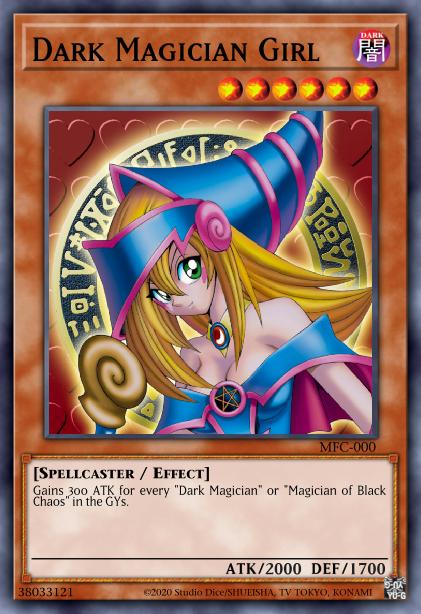 DARK MAGICIAN GIRL
DARK
闇
MFC-000
[SPELLCASTER / EFFECT]
Gains 300 ATK for every "Dark Magician" or "Magician of Black
Chaos" in the GYs.
ATK/2000 DEF/1700
38033121
©2020 Studio Dice/SHUEISHA, TV TOKYO, KONAMI